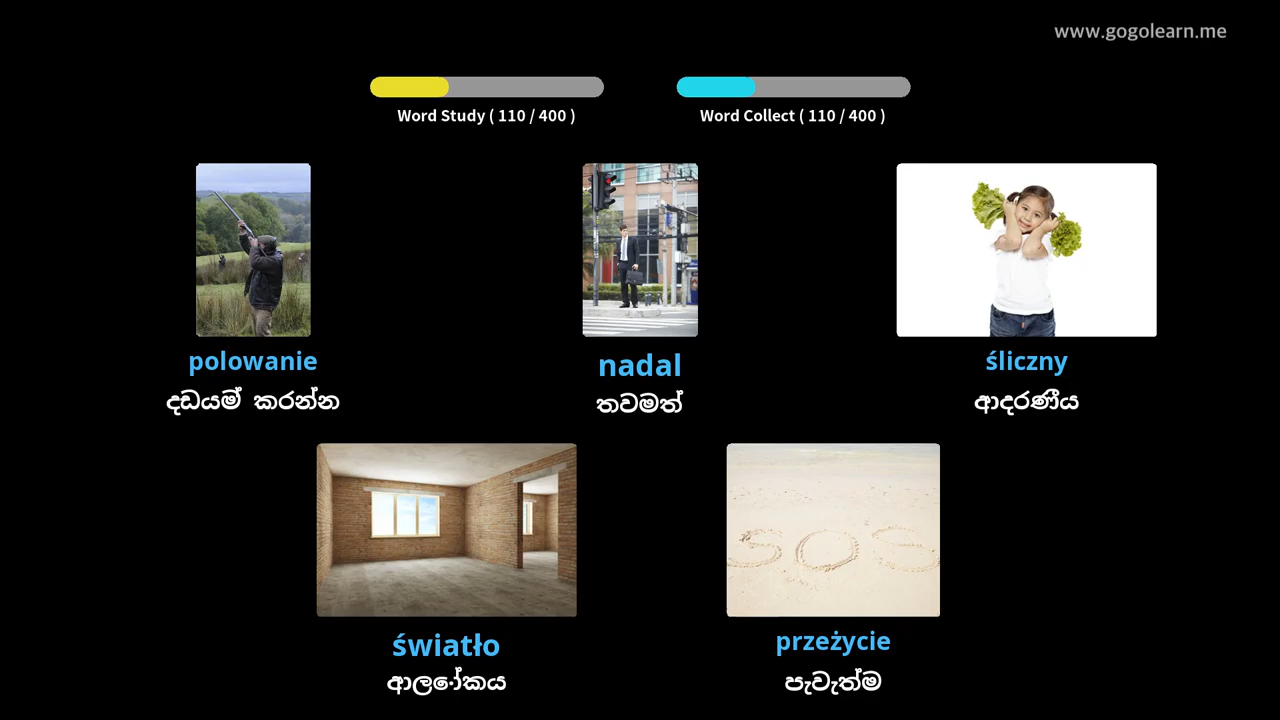 www.gogolearn.me
Word Study ( 110 / 400 )
Word Collect ( 110 / 400 )
polowanie
දඩයම් කරන්න
nadal
තවමත්
śliczny
ආදරණීය
światło
ආලෝකය
przeżycie
පැවැත්ම
SOS